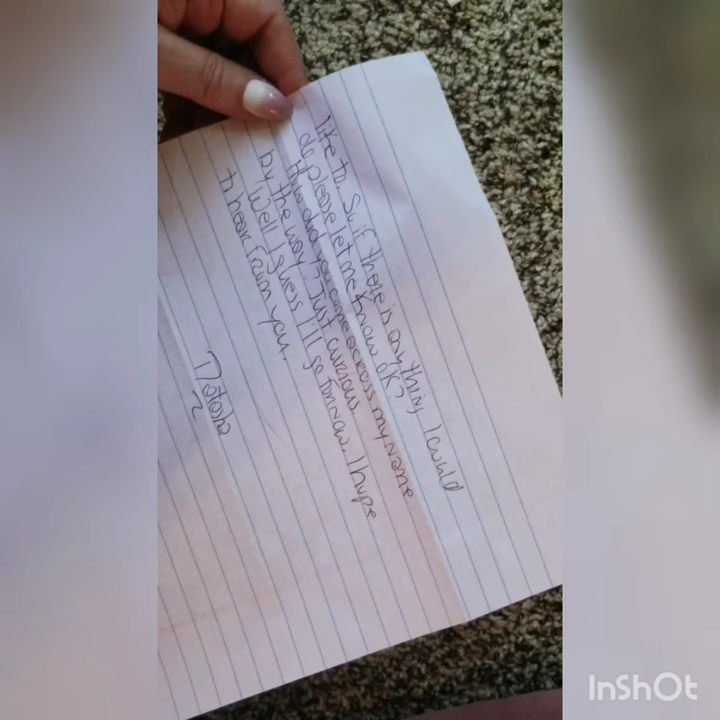 like to. So if there is anything I could
do please let me know ok?
How did you come across my name
by the way? Just curious.
Well I guess I'll go for now. I hope
to hear from you.
Natasha
InShOt